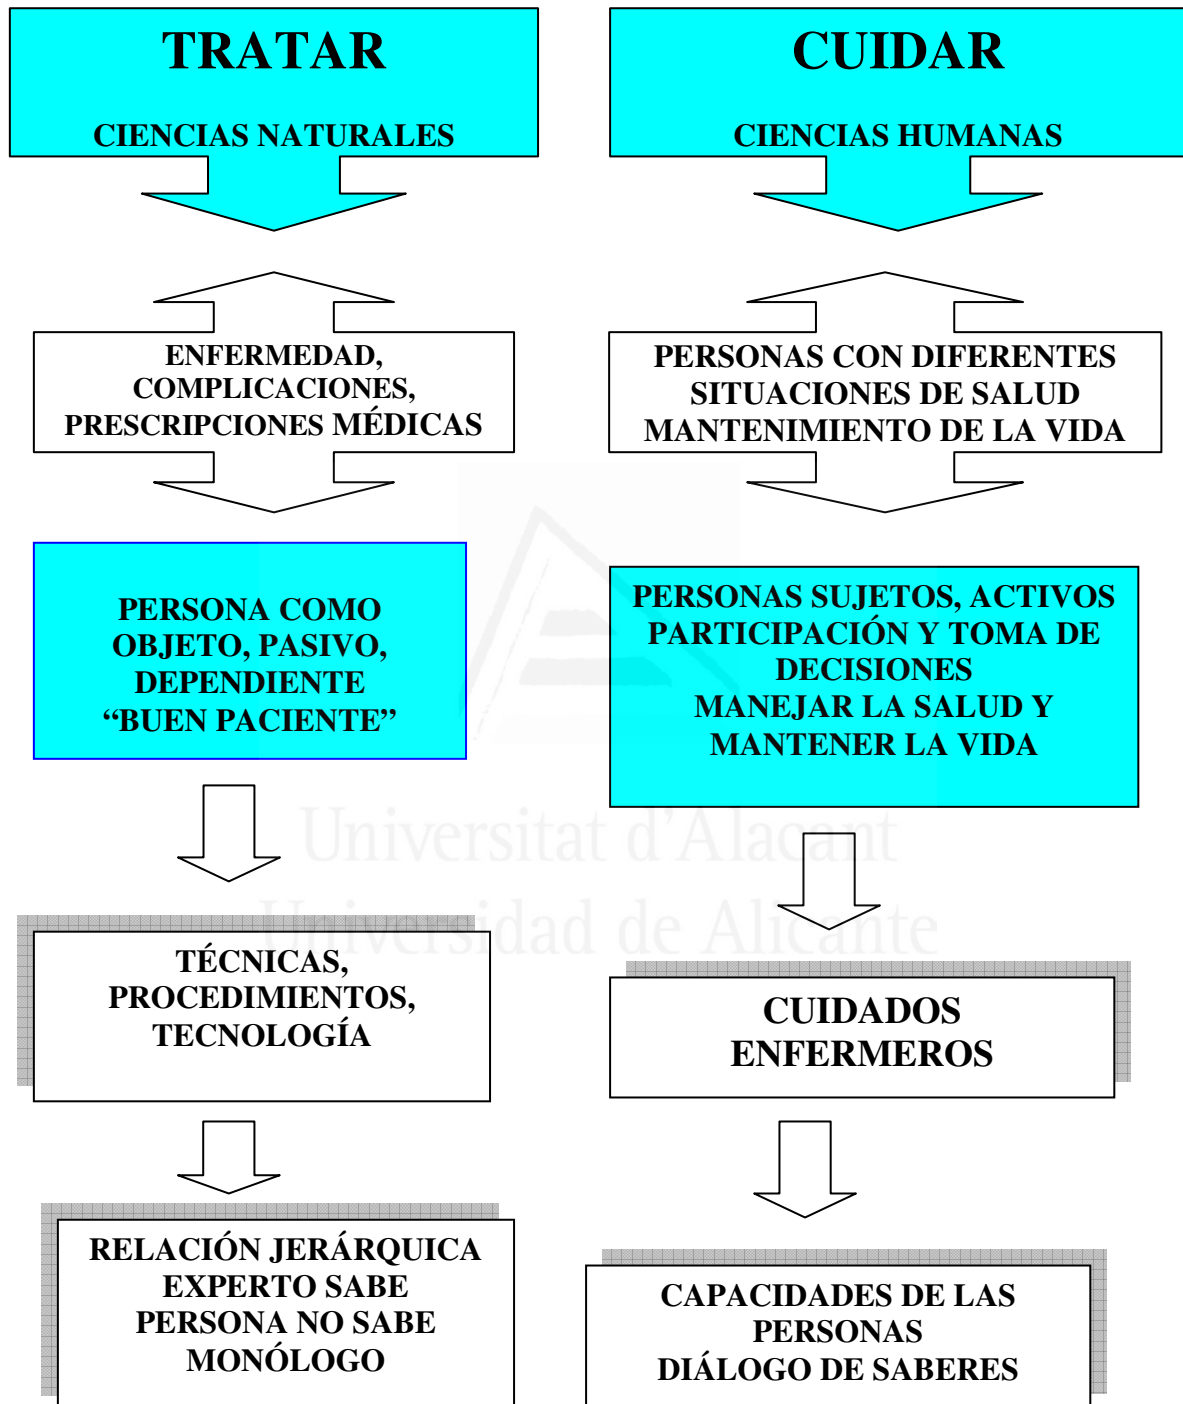 TRATAR
CIENCIAS NATURALES
ENFERMEDAD,
COMPLICACIONES,
PRESCRIPCIONES MÉDICAS
PERSONA COMO
OBJETO, PASIVO,
DEPENDIENTE
“BUEN PACIENTE”
TÉCNICAS,
PROCEDIMIENTOS,
TECNOLOGÍA
RELACIÓN JERÁRQUICA
EXPERTO SABE
PERSONA NO SABE
MONÓLOGO
CUIDAR
CIENCIAS HUMANAS
PERSONAS CON DIFERENTES
SITUACIONES DE SALUD
MANTENIMIENTO DE LA VIDA
PERSONAS SUJETOS, ACTIVOS
PARTICIPACIÓN Y TOMA DE
DECISIONES
MANEJAR LA SALUD Y
MANTENER LA VIDA
CUIDADOS
ENFERMEROS
CAPACIDADES DE LAS
PERSONAS
DIÁLOGO DE SABERES
Universitat d'Alacant
Universidad de Alicante